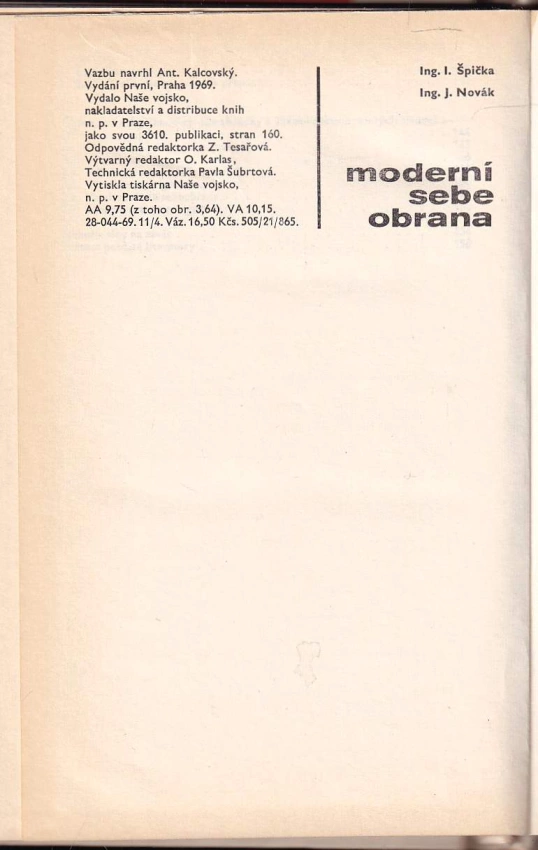 Vazbu navrhl Ant. Kalcovský.
Vydání první, Praha 1969.
Vydalo Naše vojsko,
nakladatelství a distribuce knih
n. p. v Praze,
jako svou 3610. publikaci, stran 160.
Odpovědná redaktorka Z. Tesařová.
Výtvarný redaktor O. Karlas,
Technická redaktorka Pavla Šubrtová.
Vytiskla tiskárna Naše vojsko,
n. p. v Praze.
AA 9,75 (z toho obr. 3,64). VA 10,15.
28-044-69. 11/4. Váz. 16,50 Kčs. 505/21/865.
Ing. I. Špička
Ing. J. Novák
moderní
sebe
obrana